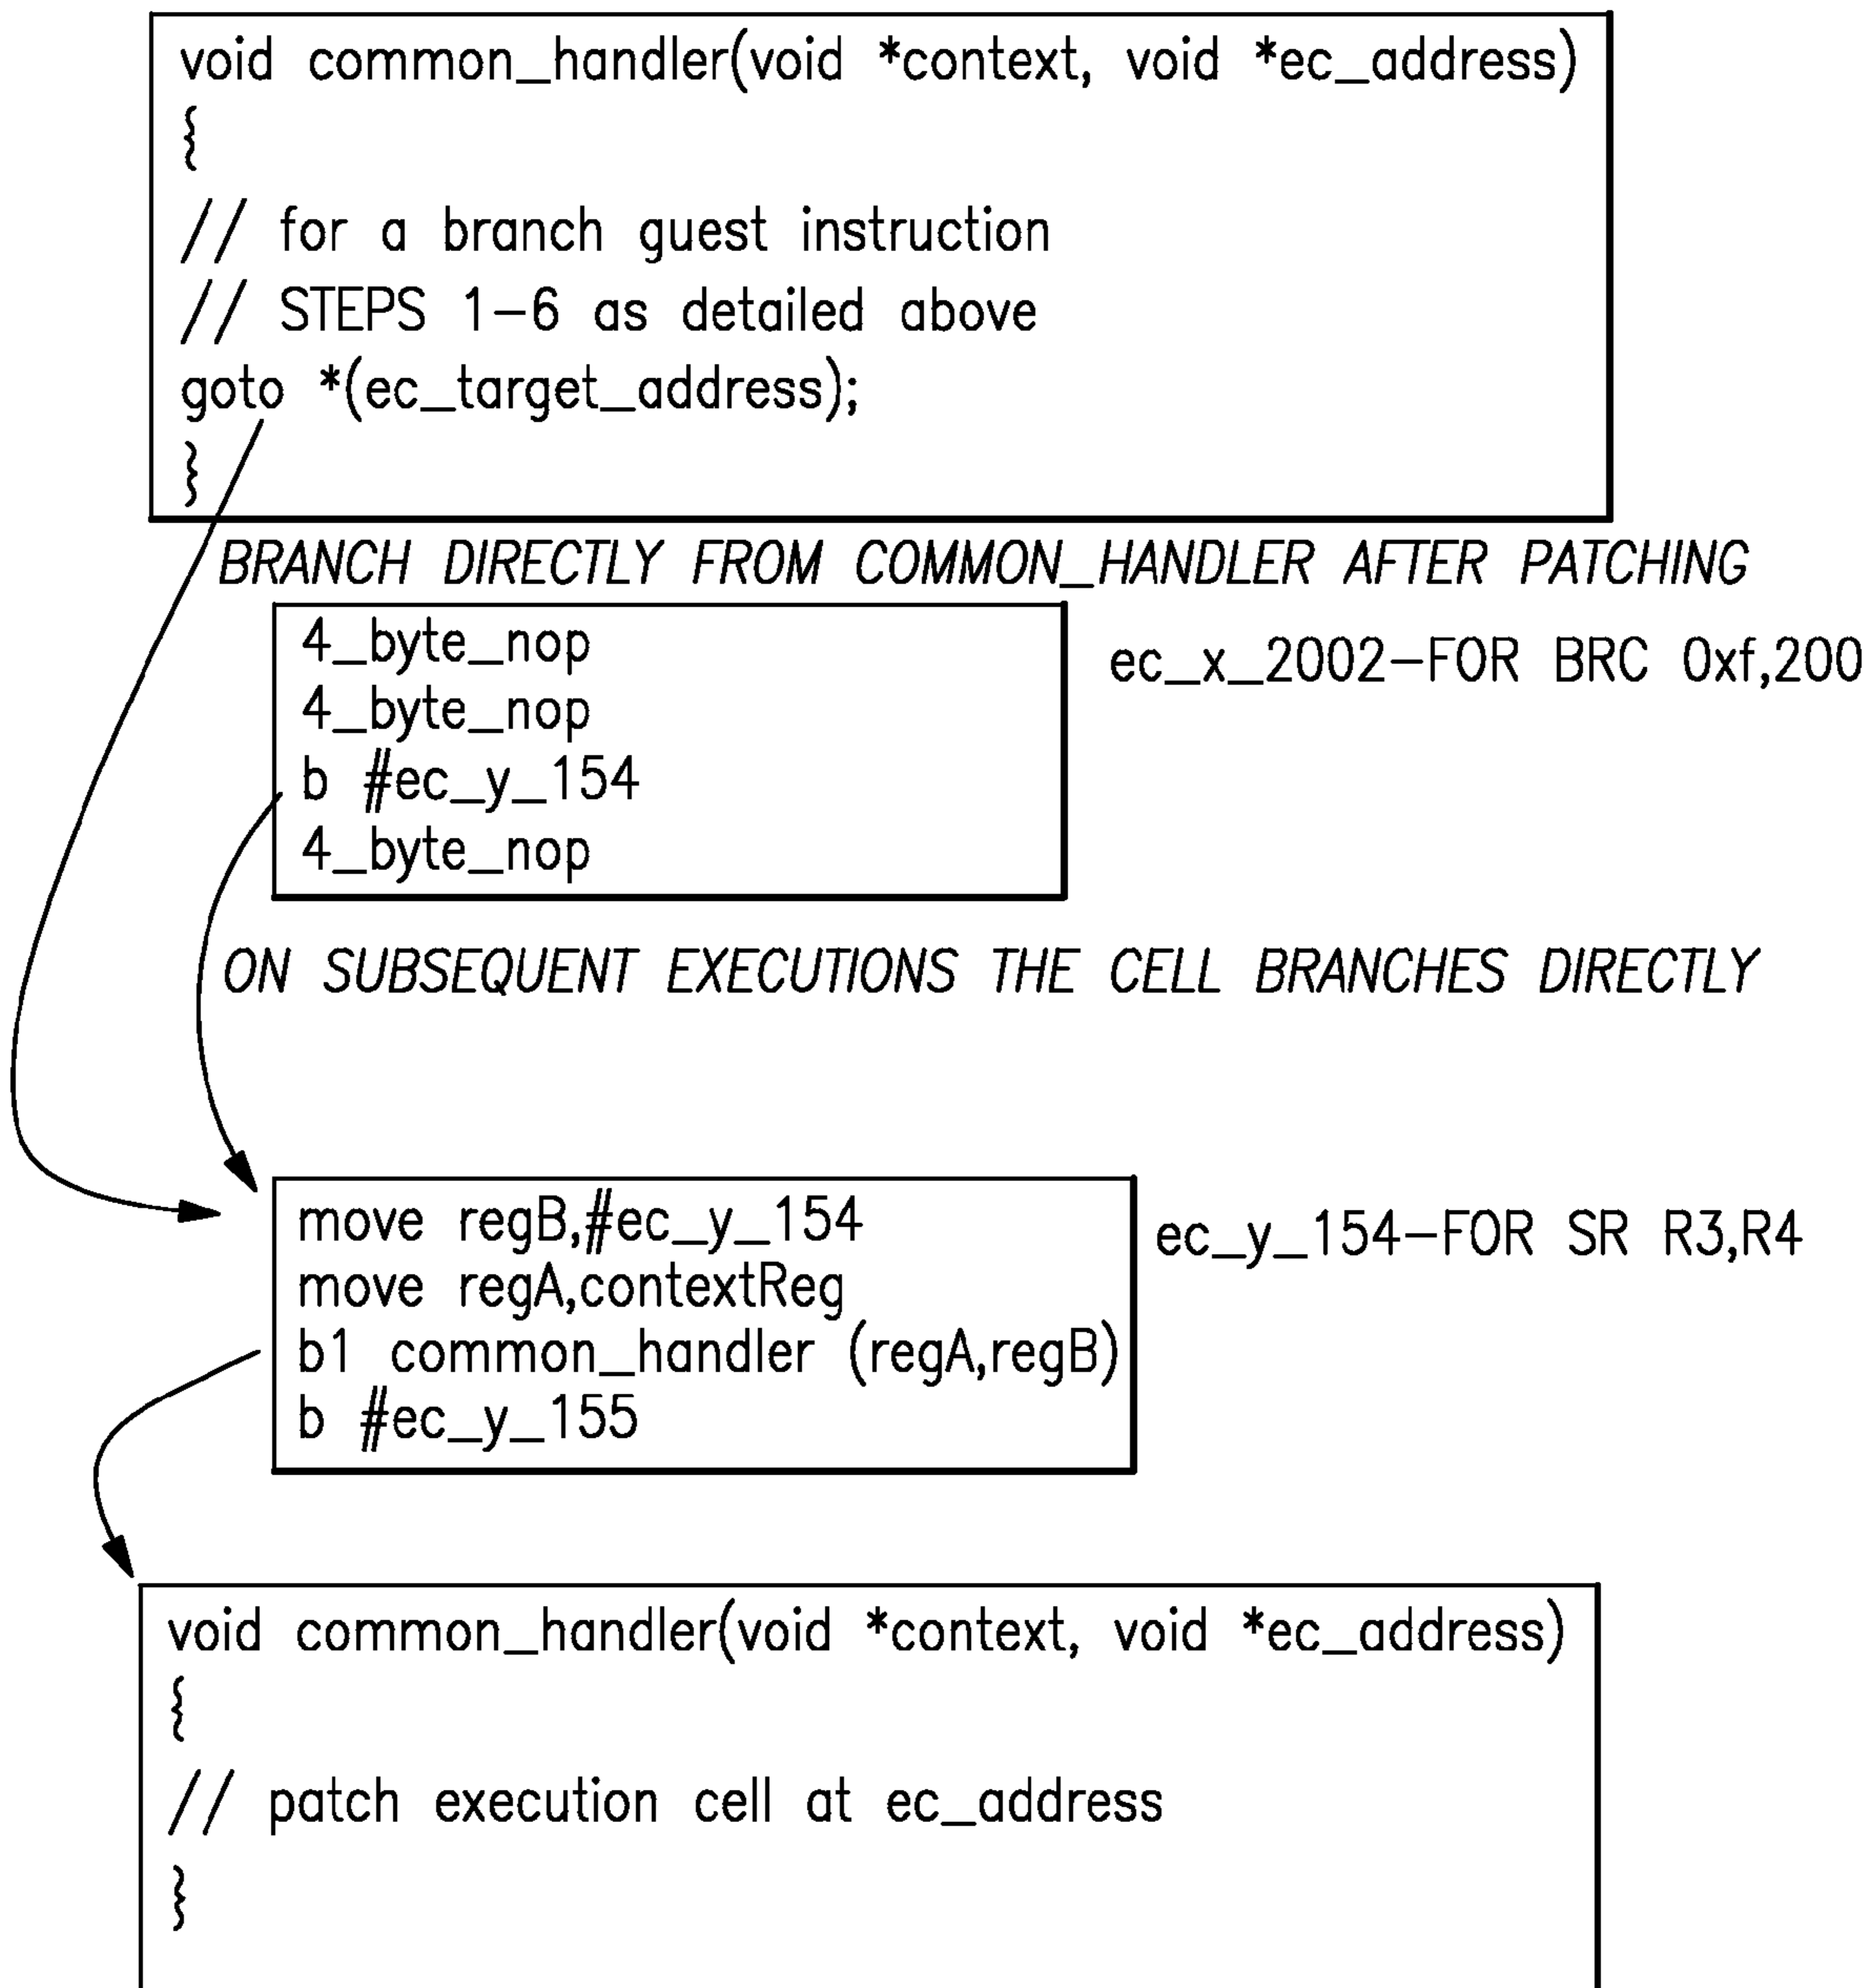 void common_handler(void *context, void *ec_address)
{
// for a branch guest instruction
// STEPS 1-6 as detailed above
goto *(ec_target_address);
}
BRANCH DIRECTLY FROM COMMON_HANDLER AFTER PATCHING
4_byte_nop
4_byte_nop
b #ec_y_154
4_byte_nop
ec_x_2002-FOR BRC 0xf,200
ON SUBSEQUENT EXECUTIONS THE CELL BRANCHES DIRECTLY
move regB,#ec_y_154
move regA,contextReg
b1 common_handler (regA,regB)
b #ec_y_155
ec_y_154-FOR SR R3,R4
void common_handler(void *context, void *ec_address)
{
// patch execution cell at ec_address
}